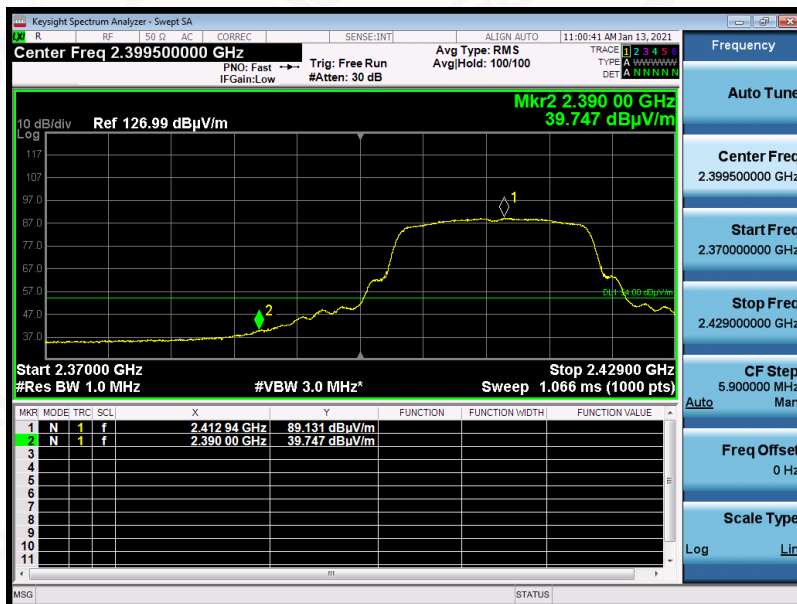 Keysight Spectrum Analyzer - Swept SA
LXI R RF 50 Ω AC CORREC SENSE:INT ALIGN AUTO 11:00:41 AM Jan 13, 2021
Center Freq 2.399500000 GHz
PNO: Fast
IFGain:Low
Trig: Free Run
#Atten: 30 dB
Avg Type: RMS
Avg|Hold: 100/100
TRACE 1 2 3 4 5 6
TYPE A WWWWW
DET A N N N N N
Mkr2 2.390 00 GHz
39.747 dBµV/m
10 dB/div Ref 126.99 dBµV/m
Log
117
107
97.0
87.0
77.0
67.0
57.0
47.0
37.0
1
2
DL1 54.00 dBµV/m
Start 2.37000 GHz Stop 2.42900 GHz
#Res BW 1.0 MHz #VBW 3.0 MHz* Sweep 1.066 ms (1000 pts)
MKR MODE TRC SCL X Y FUNCTION FUNCTION WIDTH FUNCTION VALUE
1 N 1 f 2.412 94 GHz 89.131 dBµV/m
2 N 1 f 2.390 00 GHz 39.747 dBµV/m
3
4
5
6
7
8
9
10
11
MSG STATUS
Frequency
Auto Tune
Center Freq
2.399500000 GHz
Start Freq
2.370000000 GHz
Stop Freq
2.429000000 GHz
CF Step
5.900000 MHz
Auto Man
Freq Offset
0 Hz
Scale Type
Log Lin